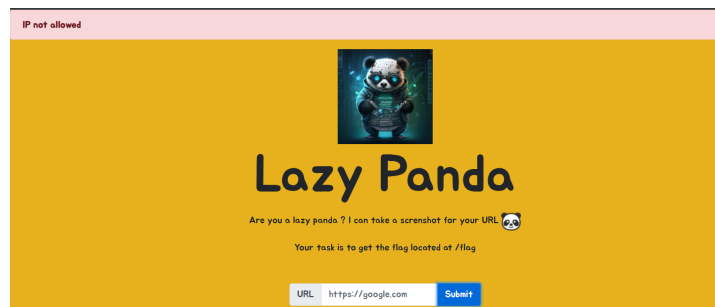 IP not allowed
Lazy Panda
Are you a lazy panda ? I can take a screnshot for your URL
Your task is to get the flag located at /flag
URL https://google.com Submit